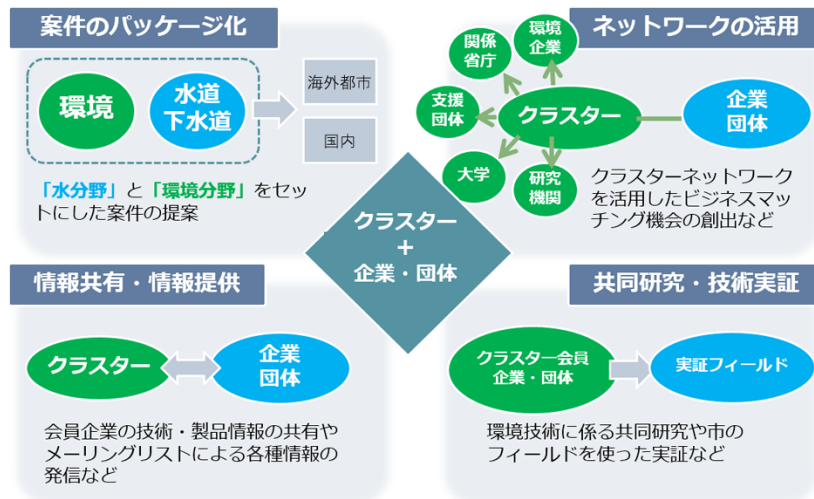 案件のパッケージ化
環境
水道
下水道
海外都市
国内
「水分野」と「環境分野」をセッ
トにした案件の提案
ネットワークの活用
関係
省庁
環境
企業
支援
団体
クラスター
企業
団体
大学
研究
機関
クラスターネットワーク
を活用したビジネスマッ
チング機会の創出など
クラスター
+
企業・団体
情報共有・情報提供
クラスター
企業
団体
会員企業の技術・製品情報の共有や
メーリングリストによる各種情報の
発信など
共同研究・技術実証
クラスター会員
企業・団体
実証フィールド
環境技術に係る共同研究や市の
フィールドを使った実証など